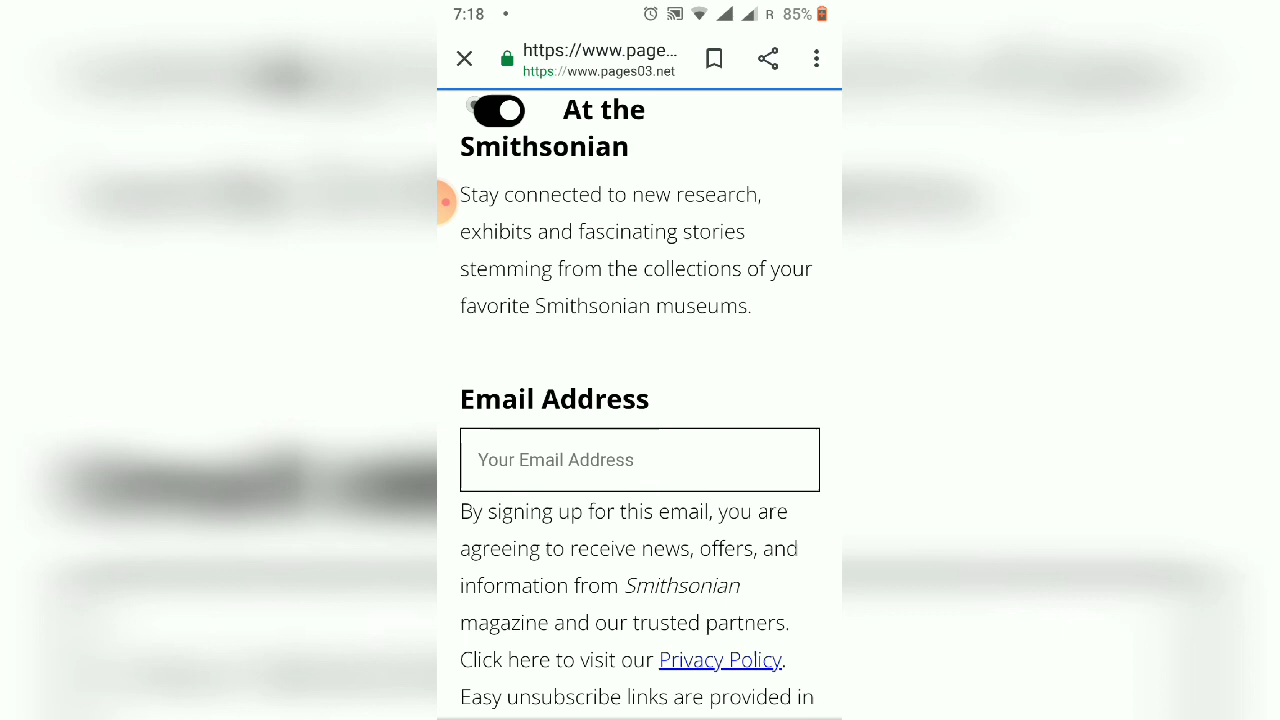 7:18 R 85%
https://www.page...
https://www.pages03.net
At the
Smithsonian
Stay connected to new research,
exhibits and fascinating stories
stemming from the collections of your
favorite Smithsonian museums.
Email Address
Your Email Address
By signing up for this email, you are
agreeing to receive news, offers, and
information from Smithsonian
magazine and our trusted partners.
Click here to visit our Privacy Policy.
Easy unsubscribe links are provided in